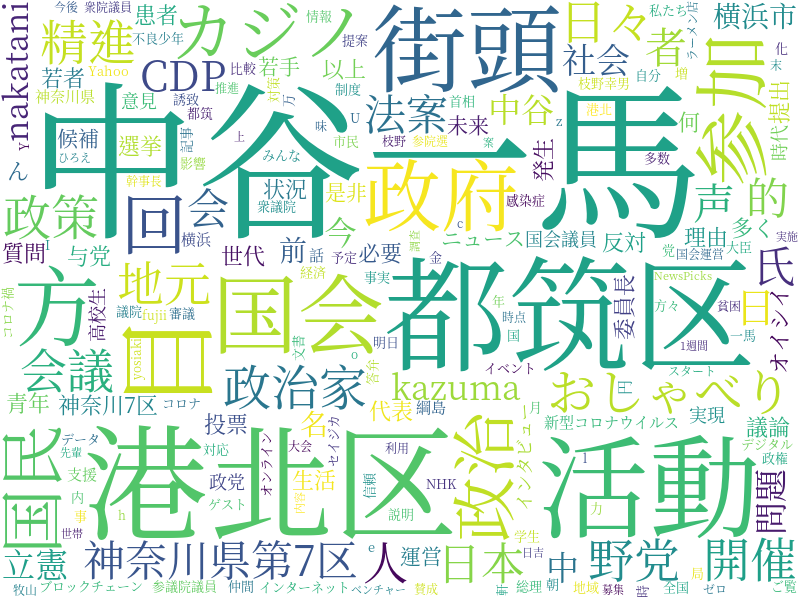 今後
衆院議員
患者
カジノ
街頭
日々
私たち
ラーメン店
横浜市
情報
不良少年
提案
精進
CDP
社会
者
参加
nakatani
Yahoo
比較
若手
以上
若者
神奈川県
推進
対策
万
制度
首相
枝野幸男
自分
増
末
化
意見
誘致
法案
中谷
未来
何
時代
提出
港北
候補
選挙
都筑
記事
味
枝野
参院選
案
ひろえ
影響
上
みんな
市民
発生
多数
ん
幹事長
中谷一馬
政府
声
的
政策
回
会
状況
是非
衆議院
今
感染症
ニュース
国会議員
反対
理由
多く
実施
質問
与党
横浜
世代
前
話
予定
必要
調査
金
党
国会運営
大臣
氏
方
地元
国会
経済
事実
委員長
日
オイシイ
コロナ禍
高校生
議院
fujii
審議
年
方々
NewsPicks
貧困
時点
国
一馬
都筑区
目
会議
yosiaki
文書
明日
答弁
イベント
1週間
円
スタート
政治家
kazuma
おしゃべり
青年
神奈川7区
コロナ
投票
名
代表
綱島
一月
新型コロナウイルス
実現
議論
国民
港北区
政治
活動
データ
先輩
対応
オンライン
大会
セイジカ
利用
インタビュー
デジタル
政権
支援
政党
生活
信頼
内
ゲスト
内容
NHK
説明
力
問題
事
世帯
立憲
神奈川県第7区
人
運営
日本
学生
日吉
中
野党
開催
局
牧山
ブロックチェーン
参議院議員
仲間
インターネット
ベンチャー
賛成
軒
総理
朝
地域
募集
時
全国
ゼロ
ご覧